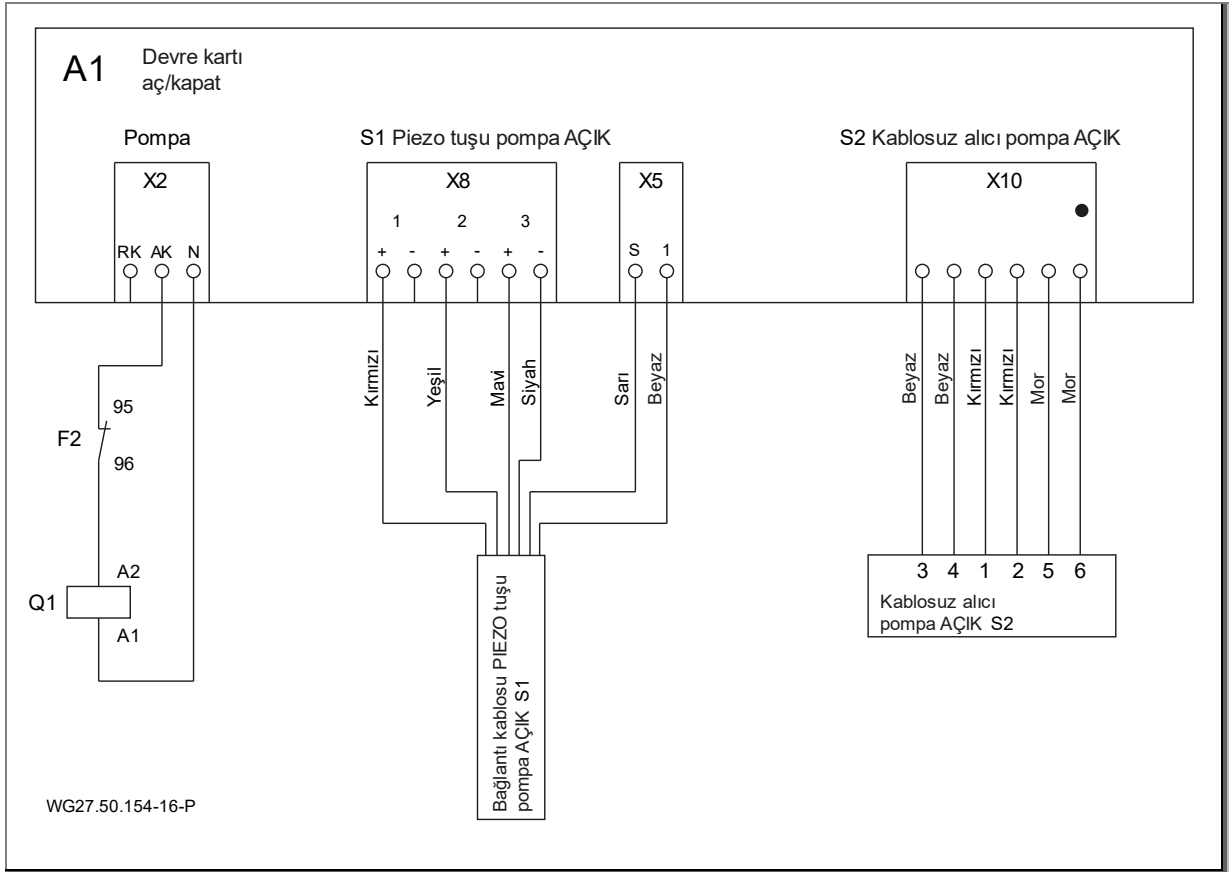 A1 Devre kartı
aç/kapat
Pompa
S1 Piezo tuşu pompa AÇIK
S2 Kablosuz alıcı pompa AÇIK
X2
X8
X5
X10
1 2 3
RK AK N
+ - + - + -
S 1
Kırmızı
Yeşil
Mavi
Siyah
Sarı
Beyaz
Beyaz
Beyaz
Kırmızı
Kırmızı
Mor
Mor
95
F2
96
A2
Q1
A1
3 4 1 2 5 6
Kablosuz alıcı
pompa AÇIK S2
Bağlantı kablosu PIEZO tuşu
pompa AÇIK S1
WG27.50.154-16-P